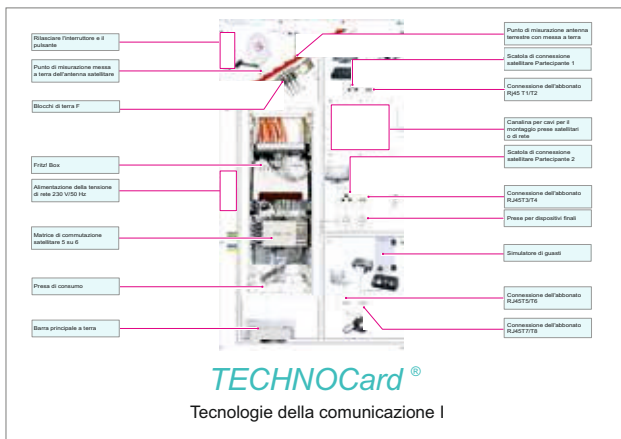 Rilasciare l'interruttore e il
pulsante
Punto di misurazione messa
a terra dell'antenna satellitare
Blocchi di terra F
Fritz! Box
Alimentazione della tensione
di rete 230 V/50 Hz
Matrice di commutazione
satellitare 5 su 6
Presa di consumo
Barra principale a terra
Punto di misurazione antenna
terrestre con messa a terra
Scatola di connessione
satellitare Partecipante 1
Connessione dell'abbonato
RJ45 T1/T2
Canalina per cavi per il
montaggio prese satellitari
o di rete
Scatola di connessione
satellitare Partecipante 2
Connessione dell'abbonato
RJ45T3/T4
Prese per dispositivi finali
Simulatore di guasti
Connessione dell'abbonato
RJ45T5/T6
Connessione dell'abbonato
RJ45T7/T8
TECHNOCard ®
Tecnologie della comunicazione I